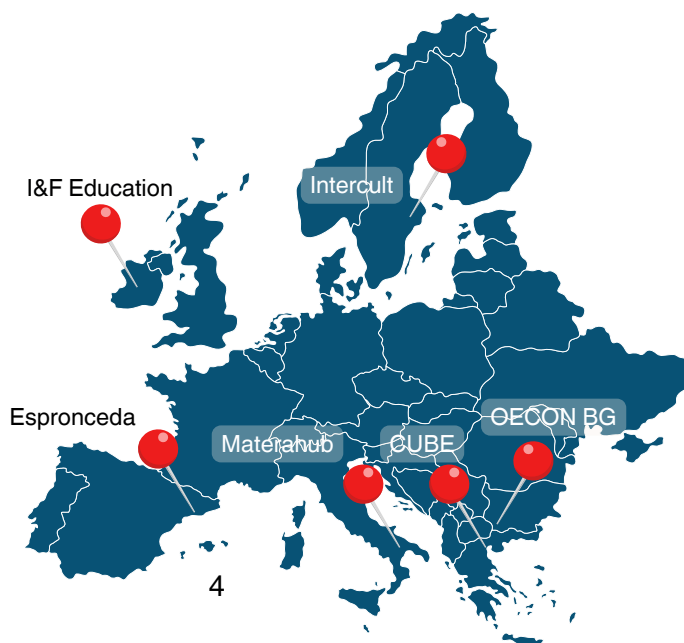 Intercult
I&F Education
Espronceda
Materahub
CUBE
OECON BG
4